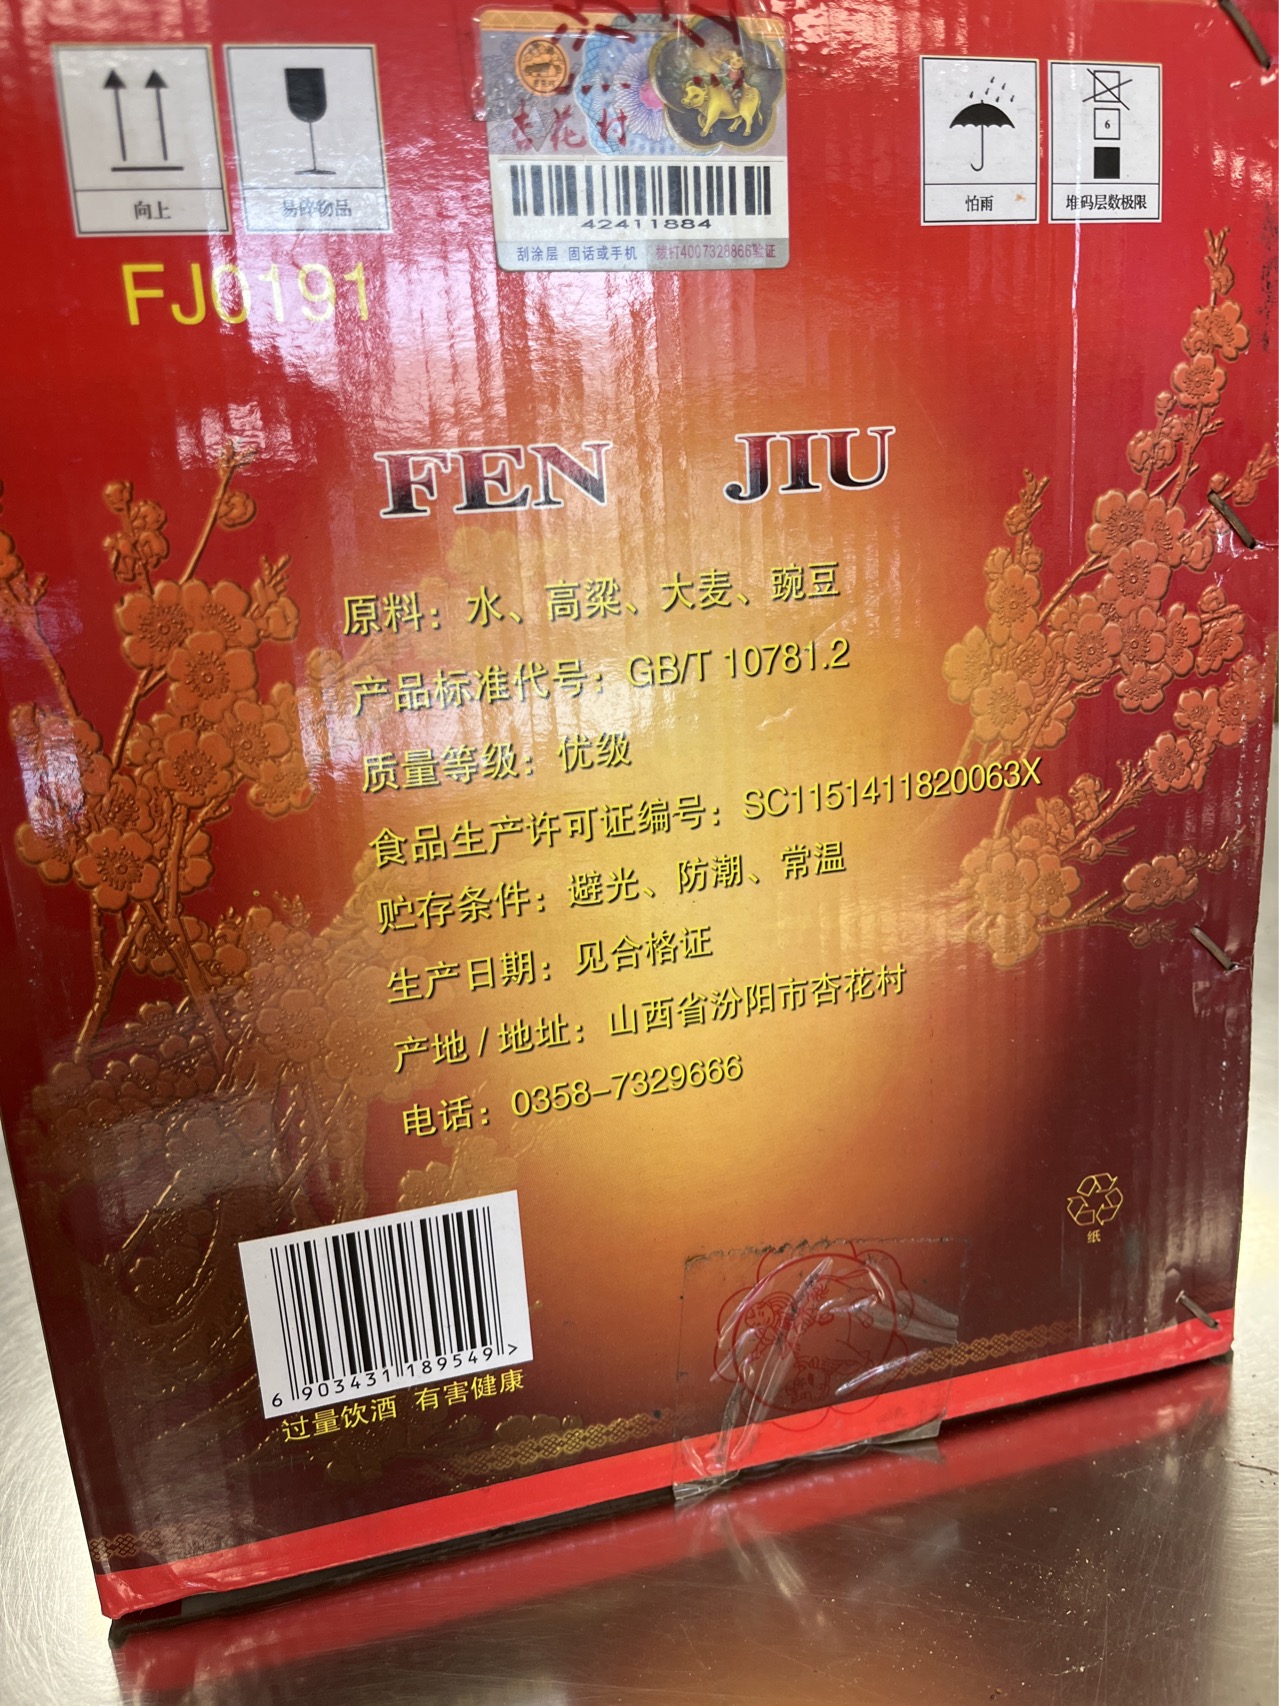 向上
易碎物品
杏花村
42411884
刮涂层 固话或手机 拨打4007328866验证
怕雨
6
堆码层数极限
FJ0191
FEN JIU
原料：水、高粱、大麦、豌豆
产品标准代号：GB/T 10781.2
质量等级：优级
食品生产许可证编号：SC1151411820063X
贮存条件：避光、防潮、常温
生产日期：见合格证
产地/地址：山西省汾阳市杏花村
电话：0358-7329666
纸
6 903431 189549 >
过量饮酒 有害健康